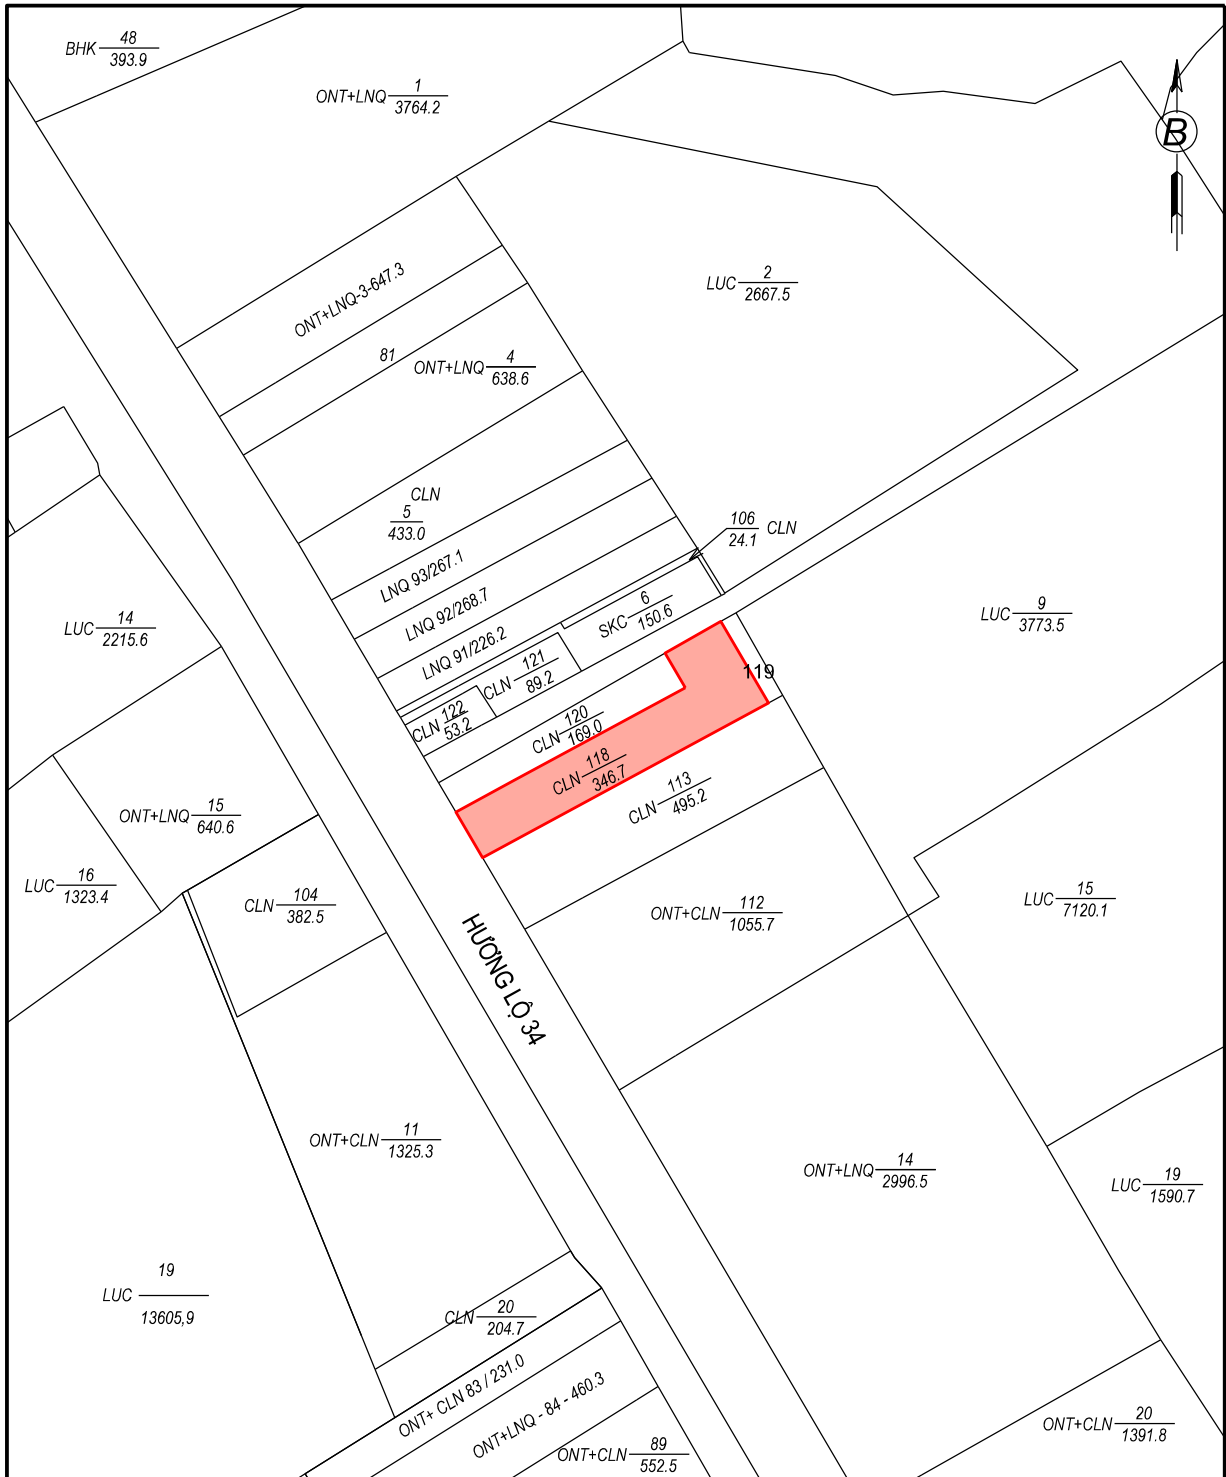 BHK 48
393.9
ONT+LNQ 1
3764.2
B
ONT+LNQ-3-647.3
LUC 2
2667.5
81
ONT+LNQ 4
638.6
CLN
5
433.0
106 CLN
24.1
LNQ 93/267.1
LNQ 92/268.7
LNQ 91/226.2
SKC 6
150.6
LUC 9
3773.5
LUC 14
2215.6
CLN 121
89.2
119
CLN 122
53.2
CLN 120
169.0
CLN 118
346.7
CLN 113
495.2
ONT+LNQ 15
640.6
LUC 16
1323.4
CLN 104
382.5
ONT+CLN 112
1055.7
LUC 15
7120.1
HƯƠNG LỘ 34
ONT+CLN 11
1325.3
ONT+LNQ 14
2996.5
LUC 19
1590.7
LUC 19
13605,9
CLN 20
204.7
ONT+ CLN 83 / 231.0
ONT+LNQ - 84 - 460.3
ONT+CLN 89
552.5
ONT+CLN 20
1391.8